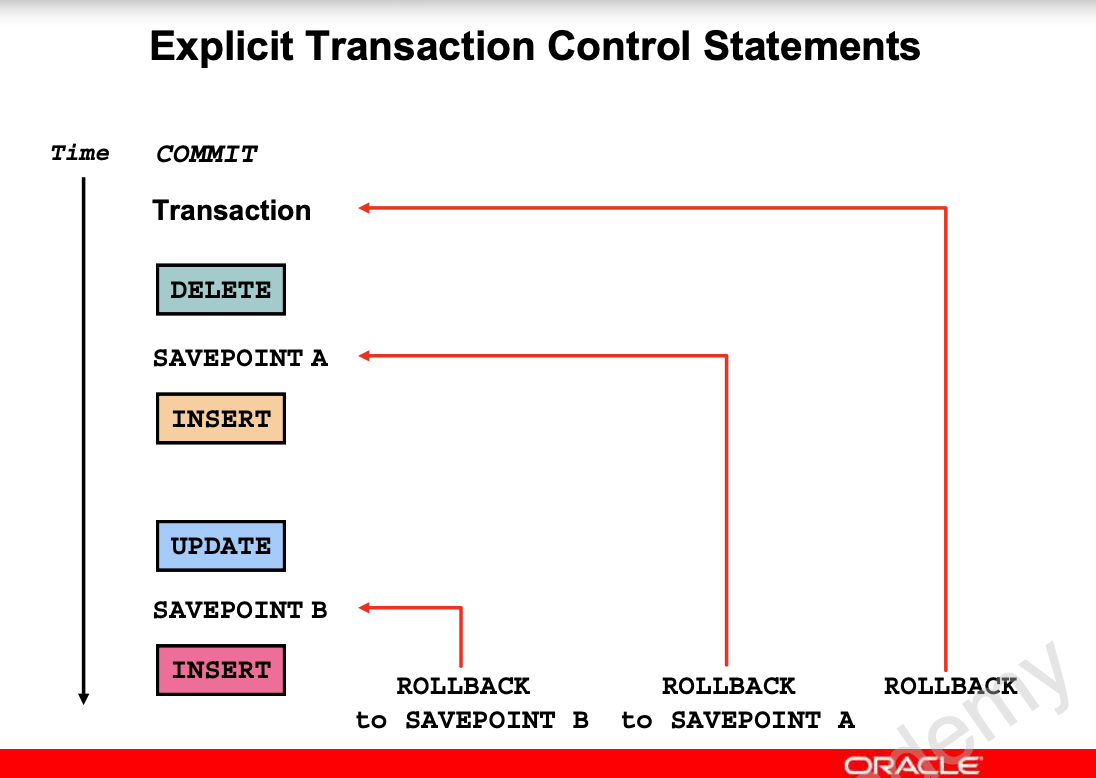 Explicit Transaction Control Statements
Time COMMIT
Transaction
DELETE
SAVEPOINT A
INSERT
UPDATE
SAVEPOINT B
INSERT
ROLLBACK
to SAVEPOINT B
ROLLBACK
to SAVEPOINT A
ROLLBACK
ORACLE